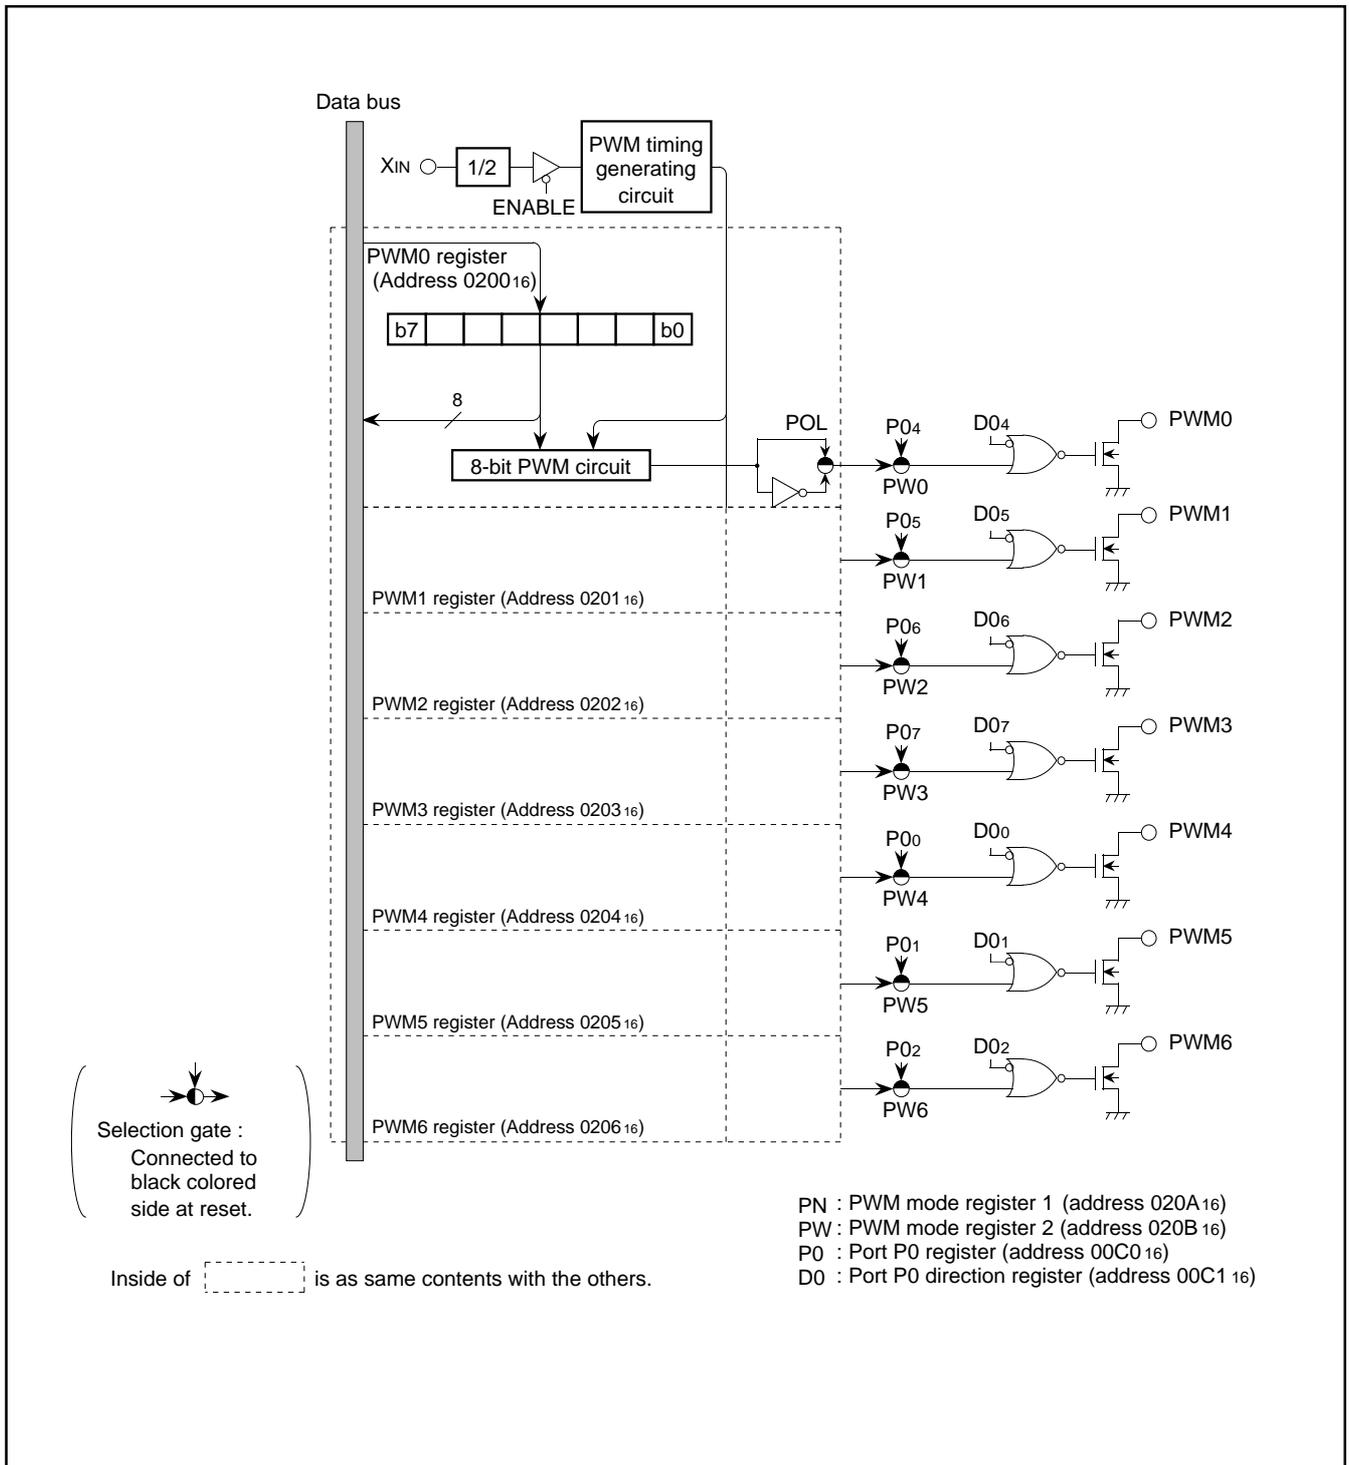 Data bus
XIN
1/2
ENABLE
PWM timing
generating
circuit
PWM0 register
(Address 020016)
b7
b0
8
8-bit PWM circuit
POL
P04
PW0
D04
PWM0
P05
PW1
D05
PWM1
PWM1 register (Address 020116)
P06
PW2
D06
PWM2
PWM2 register (Address 020216)
P07
PW3
D07
PWM3
PWM3 register (Address 020316)
P00
PW4
D00
PWM4
PWM4 register (Address 020416)
P01
PW5
D01
PWM5
PWM5 register (Address 020516)
P02
PW6
D02
PWM6
PWM6 register (Address 020616)
Selection gate :
Connected to
black colored
side at reset.
Inside of
is as same contents with the others.
PN : PWM mode register 1 (address 020A16)
PW : PWM mode register 2 (address 020B16)
P0 : Port P0 register (address 00C016)
D0 : Port P0 direction register (address 00C116)